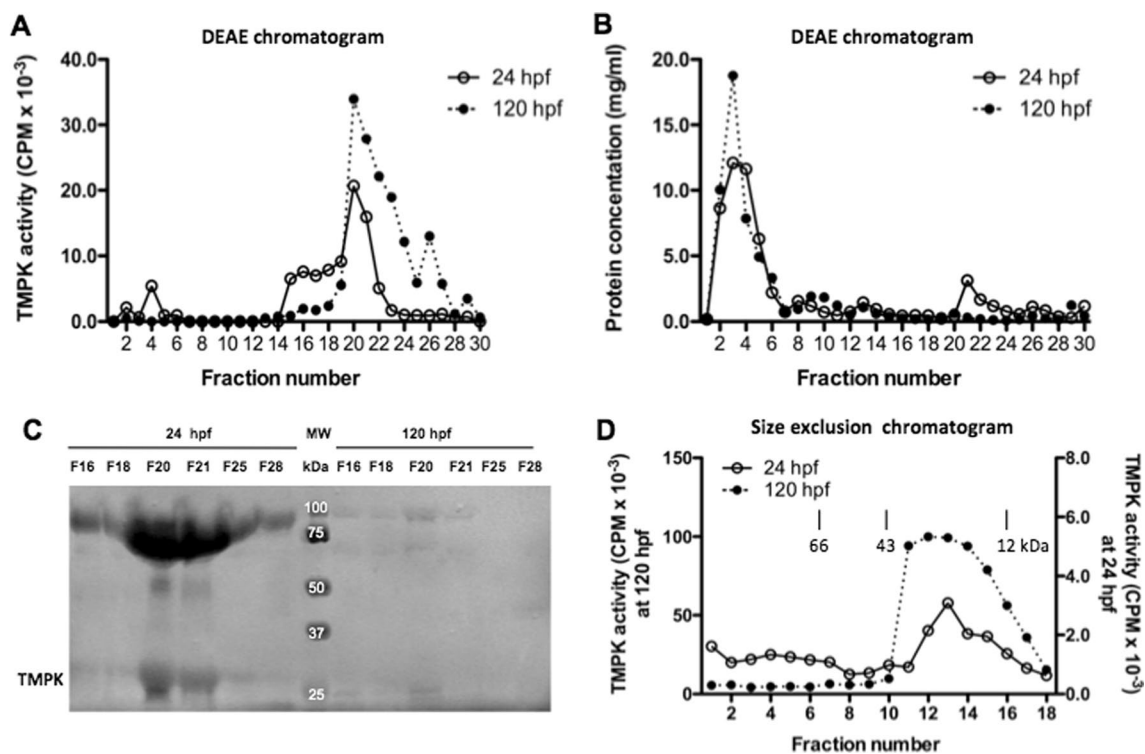 A
DEAE chromatogram
TMPK activity (CPM x 10⁻³)
40.0
30.0
20.0
10.0
0.0
24 hpf
120 hpf
2 4 6 8 10 12 14 16 18 20 22 24 26 28 30
Fraction number
B
DEAE chromatogram
Protein concentration (mg/ml)
20.0
15.0
10.0
5.0
0.0
24 hpf
120 hpf
2 4 6 8 10 12 14 16 18 20 22 24 26 28 30
Fraction number
C
24 hpf MW 120 hpf
F16 F18 F20 F21 F25 F28 kDa F16 F18 F20 F21 F25 F28
100
75
50
37
25
TMPK
D
Size exclusion chromatogram
TMPK activity (CPM x 10⁻³)
at 120 hpf
150
100
50
0
24 hpf
120 hpf
66 43 12 kDa
8.0
6.0
4.0
2.0
0.0
TMPK activity (CPM x 10⁻³)
at 24 hpf
2 4 6 8 10 12 14 16 18
Fraction number